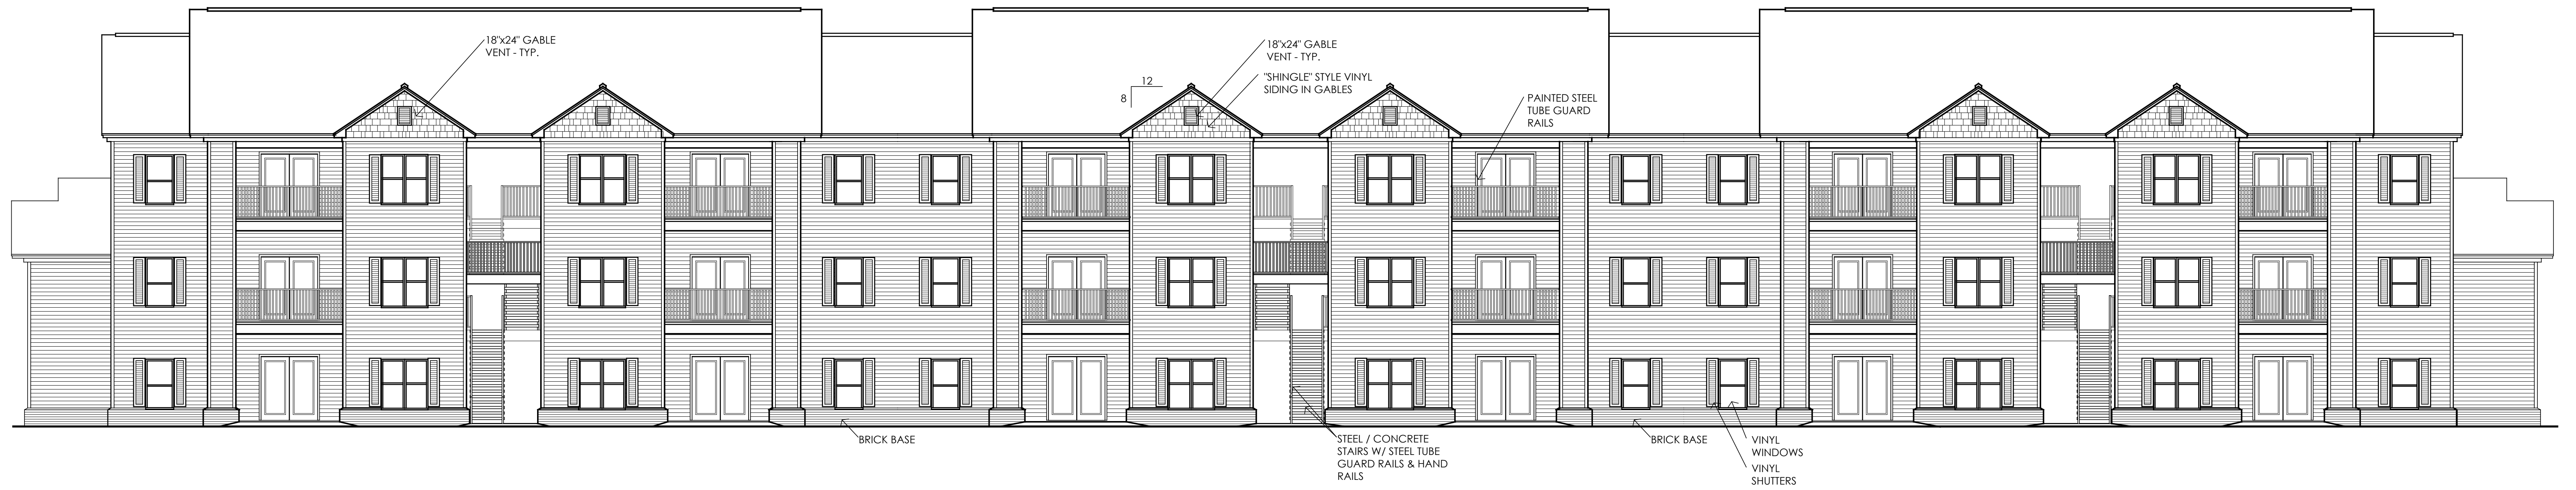 18"x24" GABLE
VENT - TYP.
18"x24" GABLE
VENT - TYP.
"SHINGLE" STYLE VINYL
SIDING IN GABLES
12
8
PAINTED STEEL
TUBE GUARD
RAILS
BRICK BASE
STEEL / CONCRETE
STAIRS W/ STEEL TUBE
GUARD RAILS & HAND
RAILS
BRICK BASE
VINYL
WINDOWS
VINYL
SHUTTERS